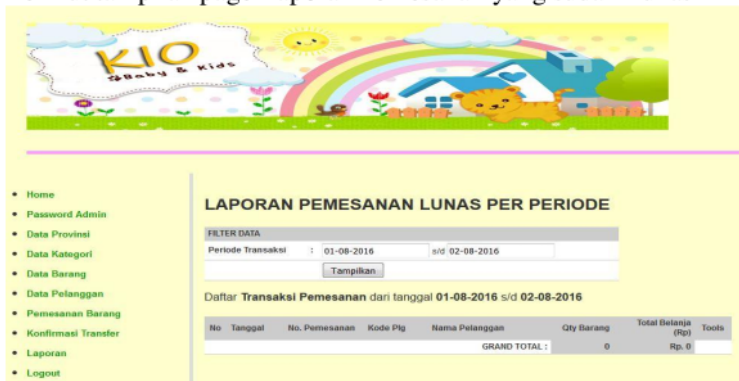 KIO
Baby & Kids
Home
Password Admin
Data Provinsi
Data Kategori
Data Barang
Data Pelanggan
Pemesanan Barang
Konfirmasi Transfer
Laporan
Logout
LAPORAN PEMESANAN LUNAS PER PERIODE
FILTER DATA
Periode Transaksi : 01-08-2016 s/d 02-08-2016
Tampilkan
Daftar Transaksi Pemesanan dari tanggal 01-08-2016 s/d 02-08-2016
No Tanggal No. Pemesanan Kode Plg Nama Pelanggan Qty Barang Total Belanja (Rp) Tools
GRAND TOTAL : 0 Rp. 0